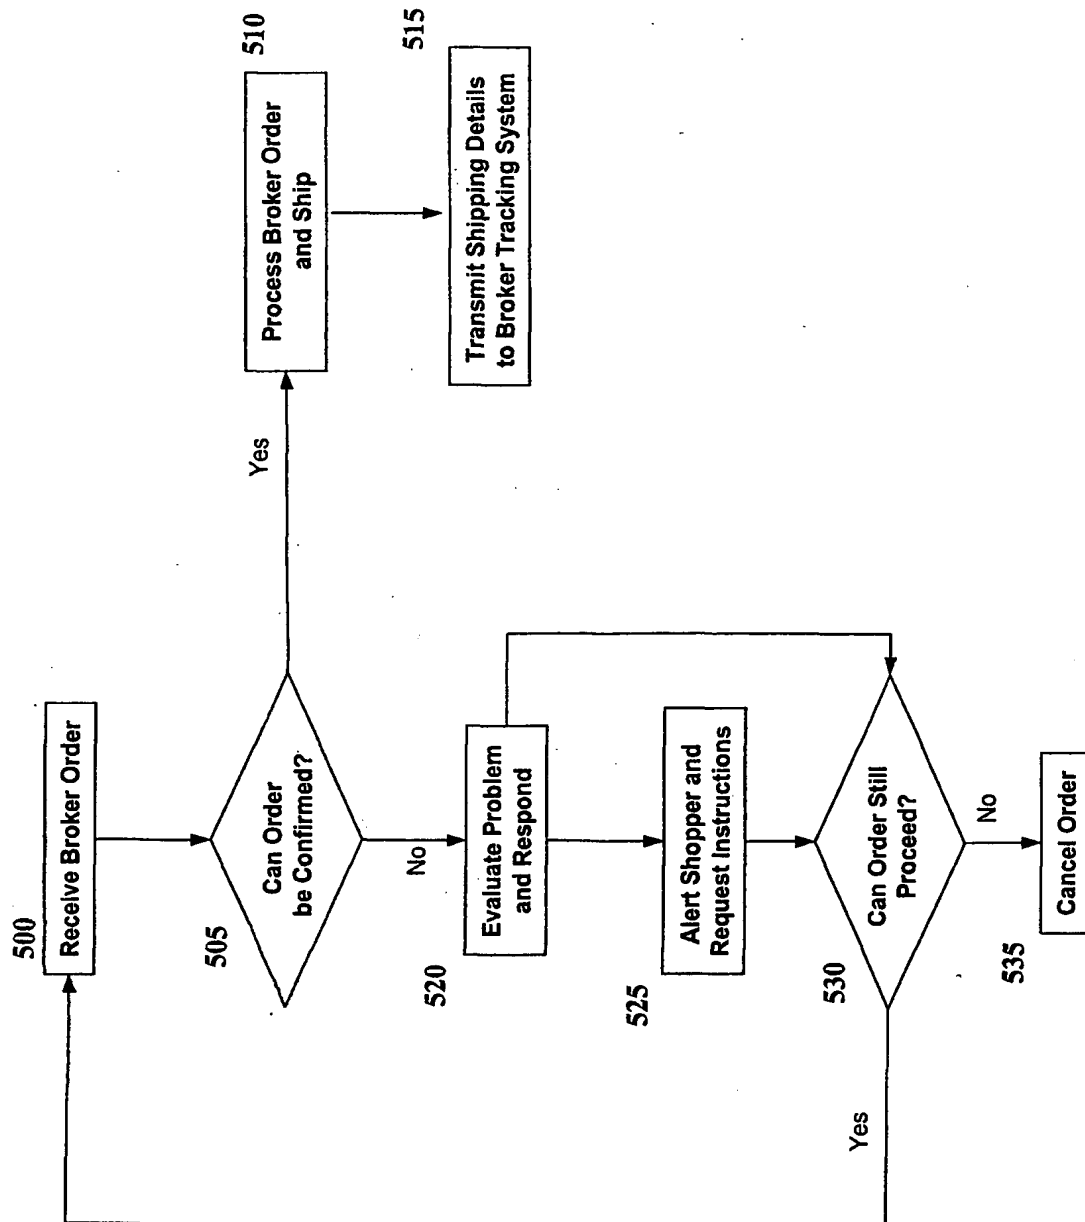 500
Receive Broker Order
505
Can Order
be Confirmed?
Yes
510
Process Broker Order
and Ship
515
Transmit Shipping Details
to Broker Tracking System
No
520
Evaluate Problem
and Respond
525
Alert Shopper and
Request Instructions
530
Can Order Still
Proceed?
Yes
No
535
Cancel Order